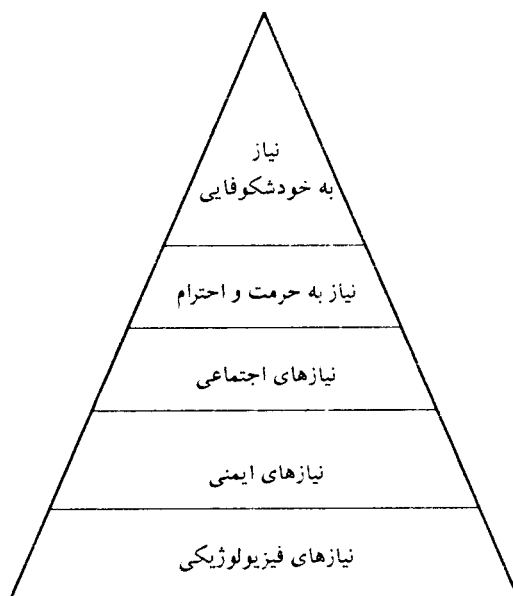 نیاز
به خودشکوفایی
نیاز به حرمت و احترام
نیازهای اجتماعی
نیازهای ایمنی
نیازهای فیزیولوژیکی